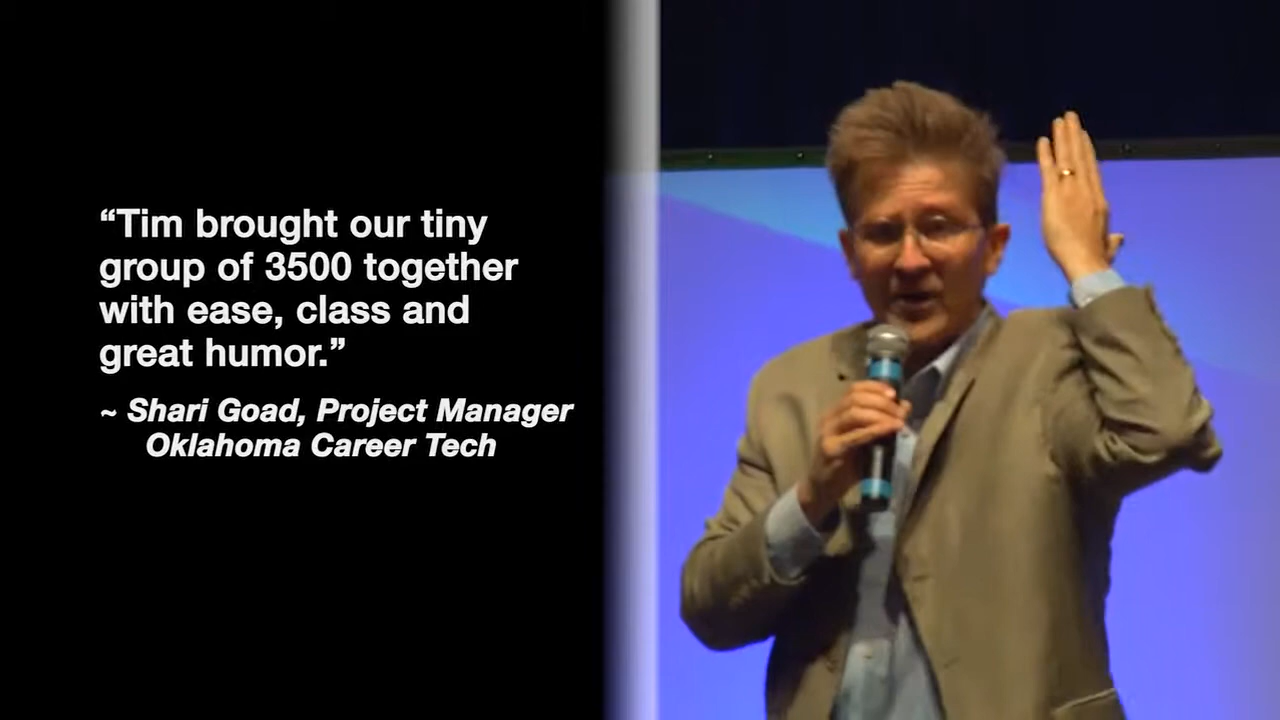 “Tim brought our tiny
group of 3500 together
with ease, class and
great humor.”
~ Shari Goad, Project Manager
Oklahoma Career Tech